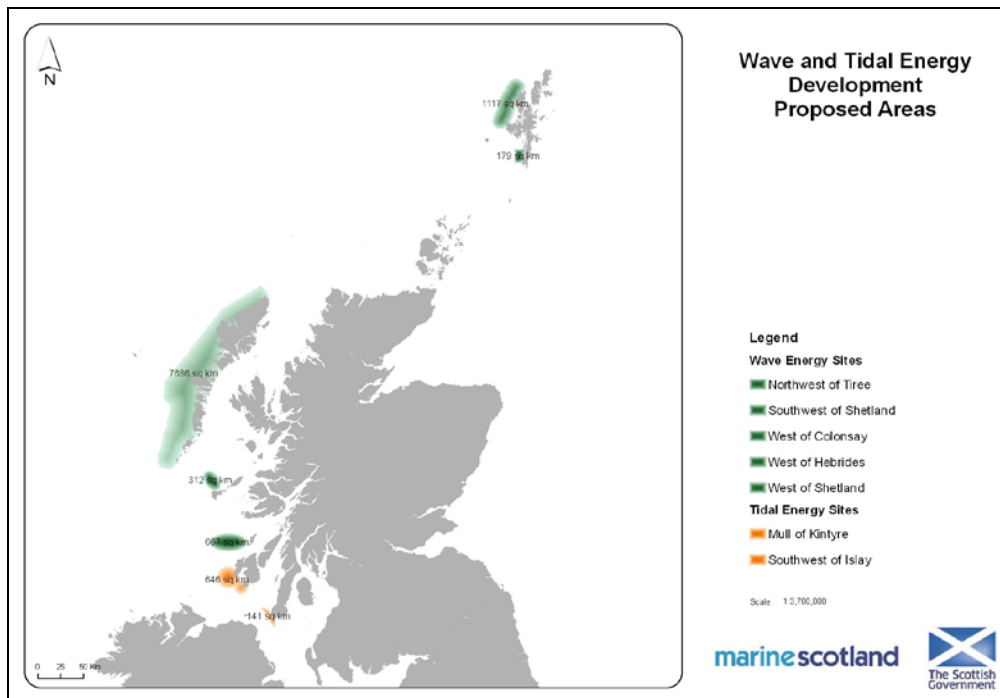 Wave and Tidal Energy
Development
Proposed Areas
N
1117 sq km
179 sq km
7686 sq km
312 sq km
667 sq km
646 sq km
141 sq km
0 25 50 Km
Legend
Wave Energy Sites
Northwest of Tiree
Southwest of Shetland
West of Colonsay
West of Hebrides
West of Shetland
Tidal Energy Sites
Mull of Kintyre
Southwest of Islay
Scale 1:3,700,000
marinescotland
The Scottish
Government